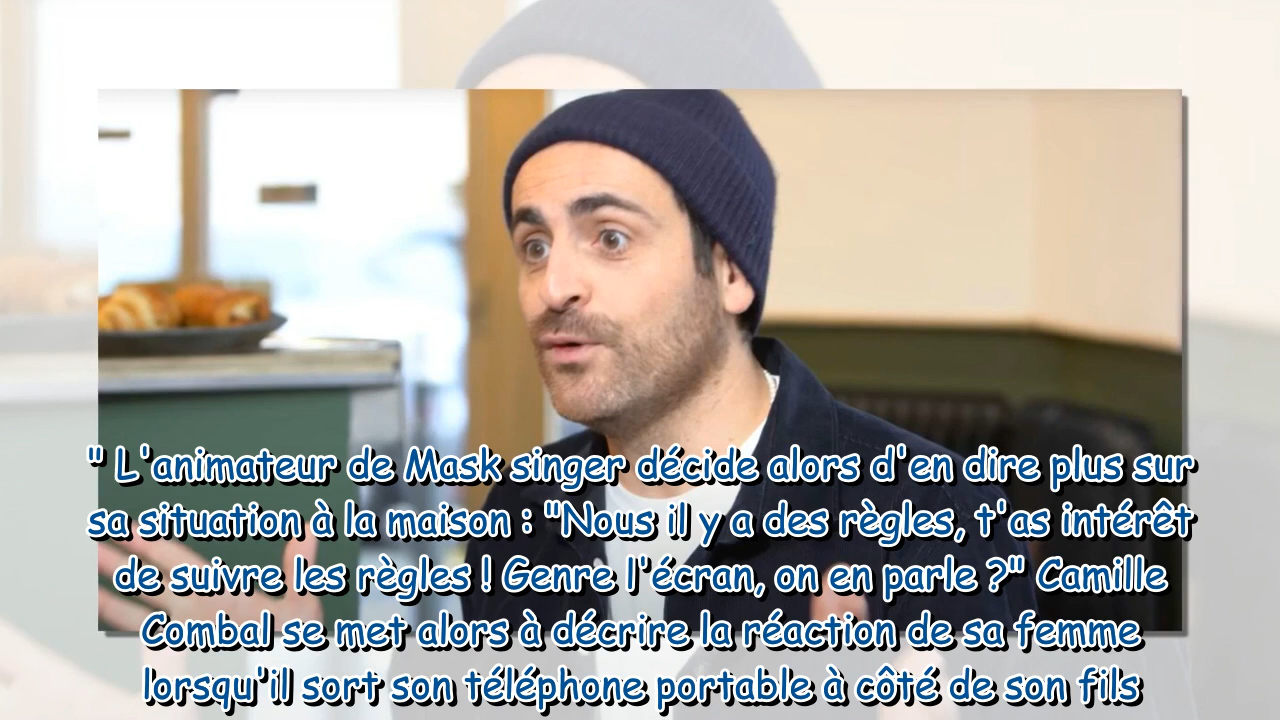 " L'animateur de Mask singer décide alors d'en dire plus sur
sa situation à la maison : "Nous il y a des règles, t'as intérêt
de suivre les règles ! Genre l'écran, on en parle ?" Camille
Combal se met alors à décrire la réaction de sa femme
lorsqu'il sort son téléphone portable à côté de son fils